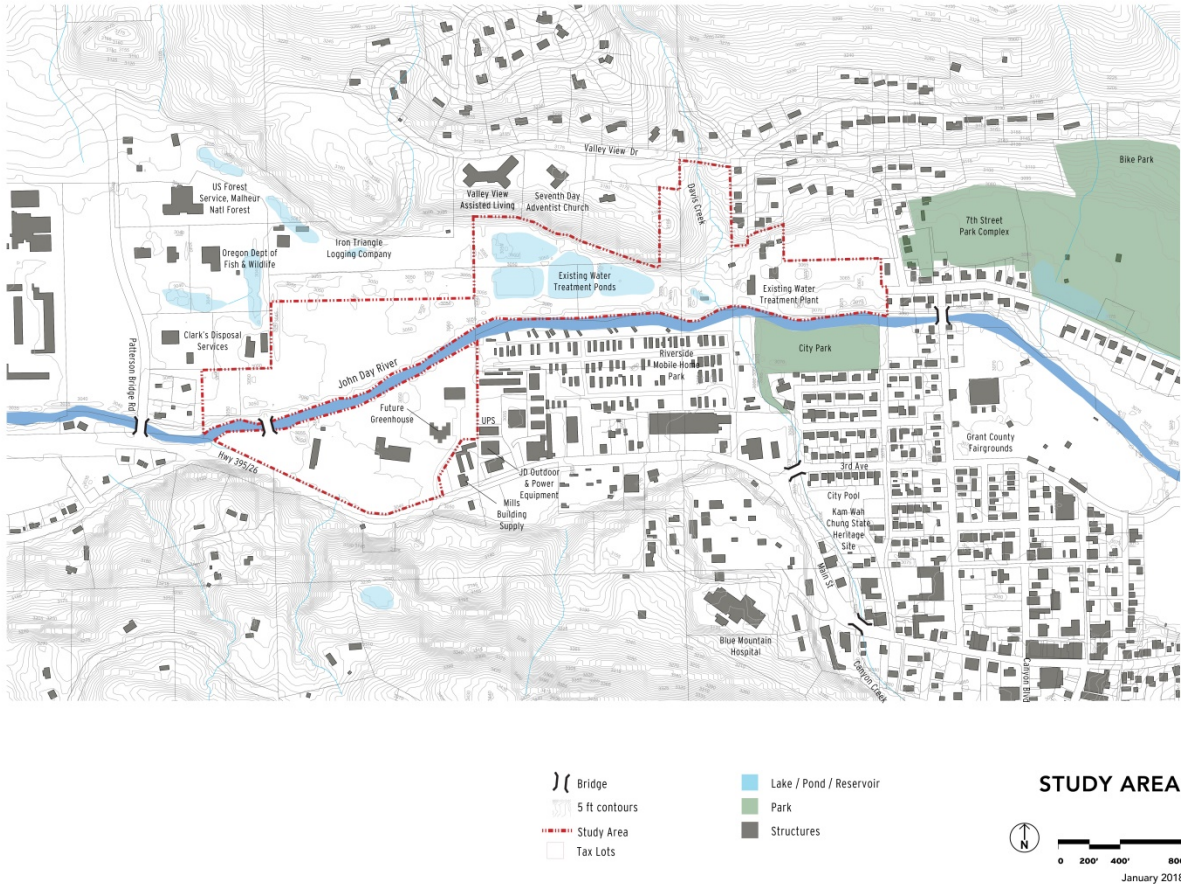 Bike Park
Valley View Dr
Valley View
Assisted Living
Seventh Day
Adventist Church
Davis Creek
US Forest
Service, Malheur
Natl Forest
7th Street
Park Complex
Iron Triangle
Logging Company
Oregon Dept of
Fish & Wildlife
Existing Water
Treatment Ponds
Existing Water
Treatment Plant
Clark's Disposal
Services
Patterson Bridge Rd
John Day River
City Park
Riverside
Mobile Home
Park
Future
Greenhouse
UPS
Hwy 395/26
JD Outdoor
& Power
Equipment
Mills
Building
Supply
Grant County
Fairgrounds
3rd Ave
City Pool
Kam Wah
Chung State
Heritage
Site
Main St
Blue Mountain
Hospital
Canyon Creek
Canyon Blvd
Bridge
5 ft contours
Study Area
Tax Lots
Lake / Pond / Reservoir
Park
Structures
STUDY AREA
N
0 200' 400' 800
January 2018